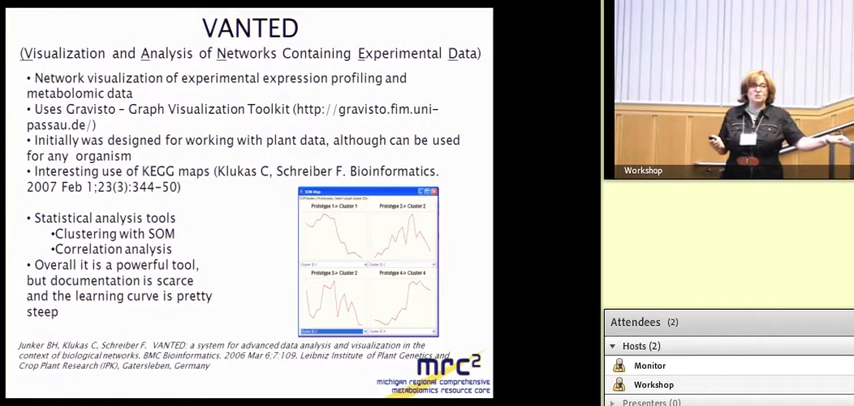 VANTED
(Visualization and Analysis of Networks Containing Experimental Data)
• Network visualization of experimental expression profiling and
metabolomic data
• Uses Gravisto – Graph Visualization Toolkit (http://gravisto.fim.uni-
passau.de/)
• Initially was designed for working with plant data, although can be used
for any organism
• Interesting use of KEGG maps (Klukas C, Schreiber F. Bioinformatics.
2007 Feb 1;23(3):344-50)
• Statistical analysis tools
•Clustering with SOM
•Correlation analysis
• Overall it is a powerful tool,
but documentation is scarce
and the learning curve is pretty
steep
SOM Map
Prototype 1-> Cluster 1
Prototype 2-> Cluster 2
Prototype 3-> Cluster 2
Prototype 4-> Cluster 4
Junker BH, Klukas C, Schreiber F. VANTED: a system for advanced data analysis and visualization in the
context of biological networks. BMC Bioinformatics. 2006 Mar 6,7:109. Leibniz Institute of Plant Genetics and
Crop Plant Research (IPK), Gatersleben, Germany
mrc2
michigan regional comprehensive
metabolomics resource core
Workshop
Attendees (2)
Hosts (2)
Monitor
Workshop
Presenters (0)